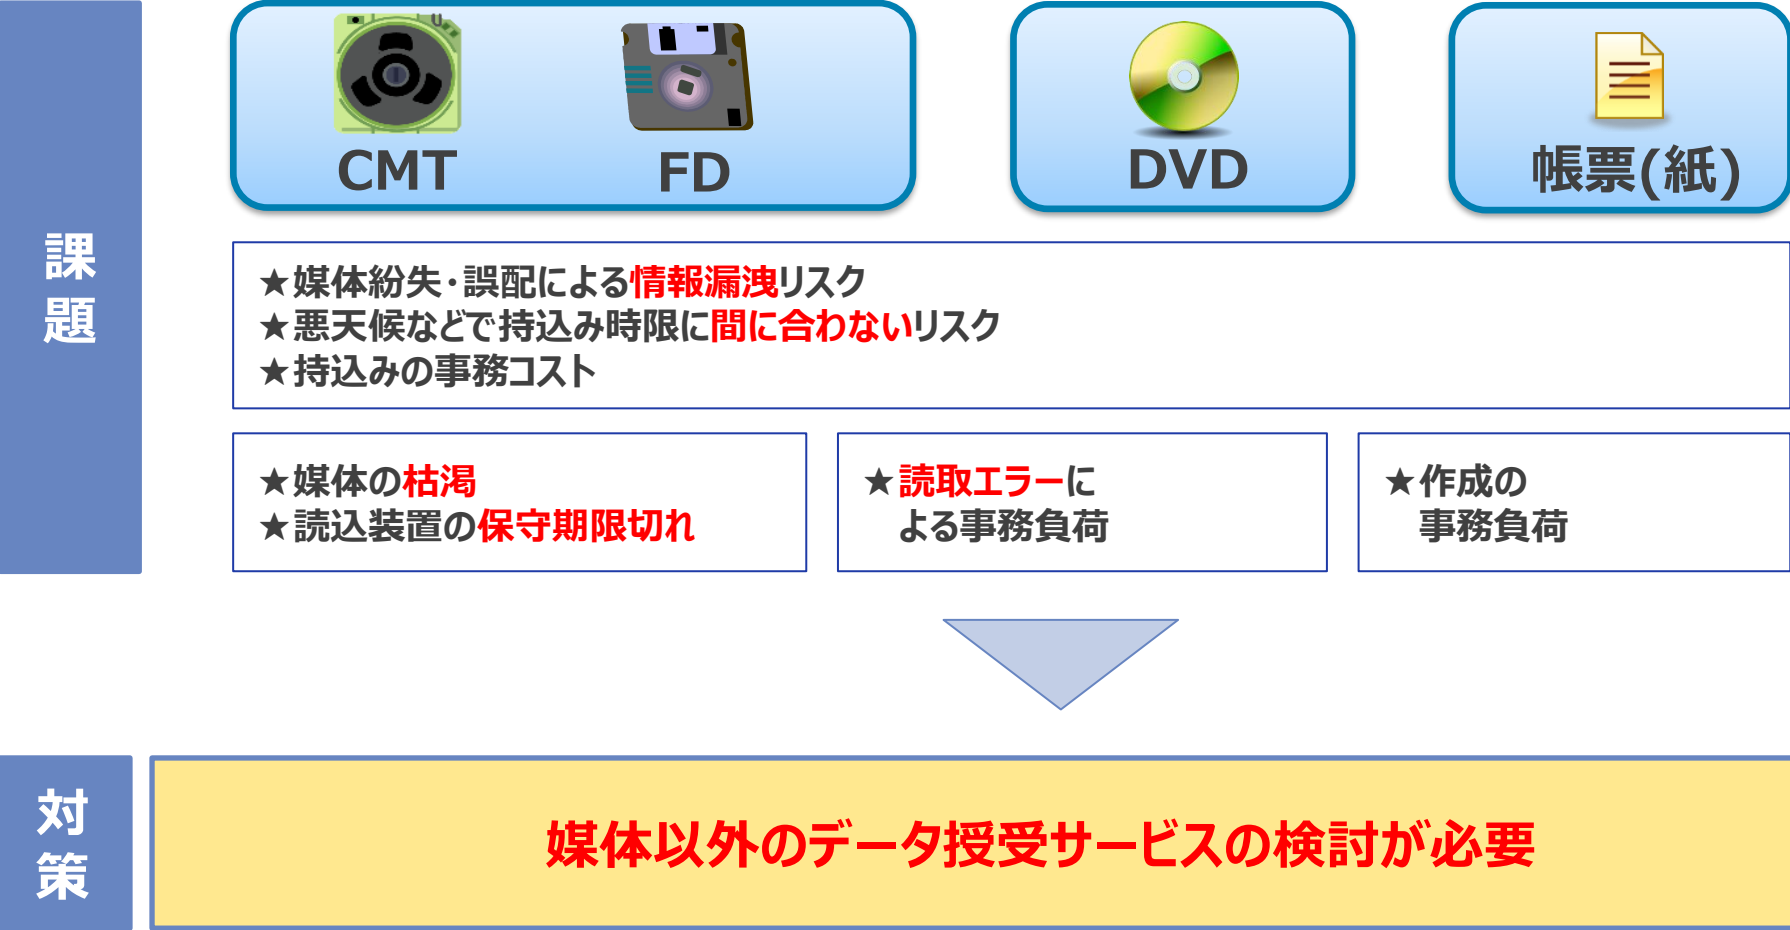 課題
CMT
FD
DVD
帳票(紙)
★媒体紛失・誤配による情報漏洩リスク
★悪天候などで持込み時限に間に合わないリスク
★持込みの事務コスト
★媒体の枯渇
★読込装置の保守期限切れ
★読取エラーに
よる事務負荷
★作成の
事務負荷
対策
媒体以外のデータ授受サービスの検討が必要